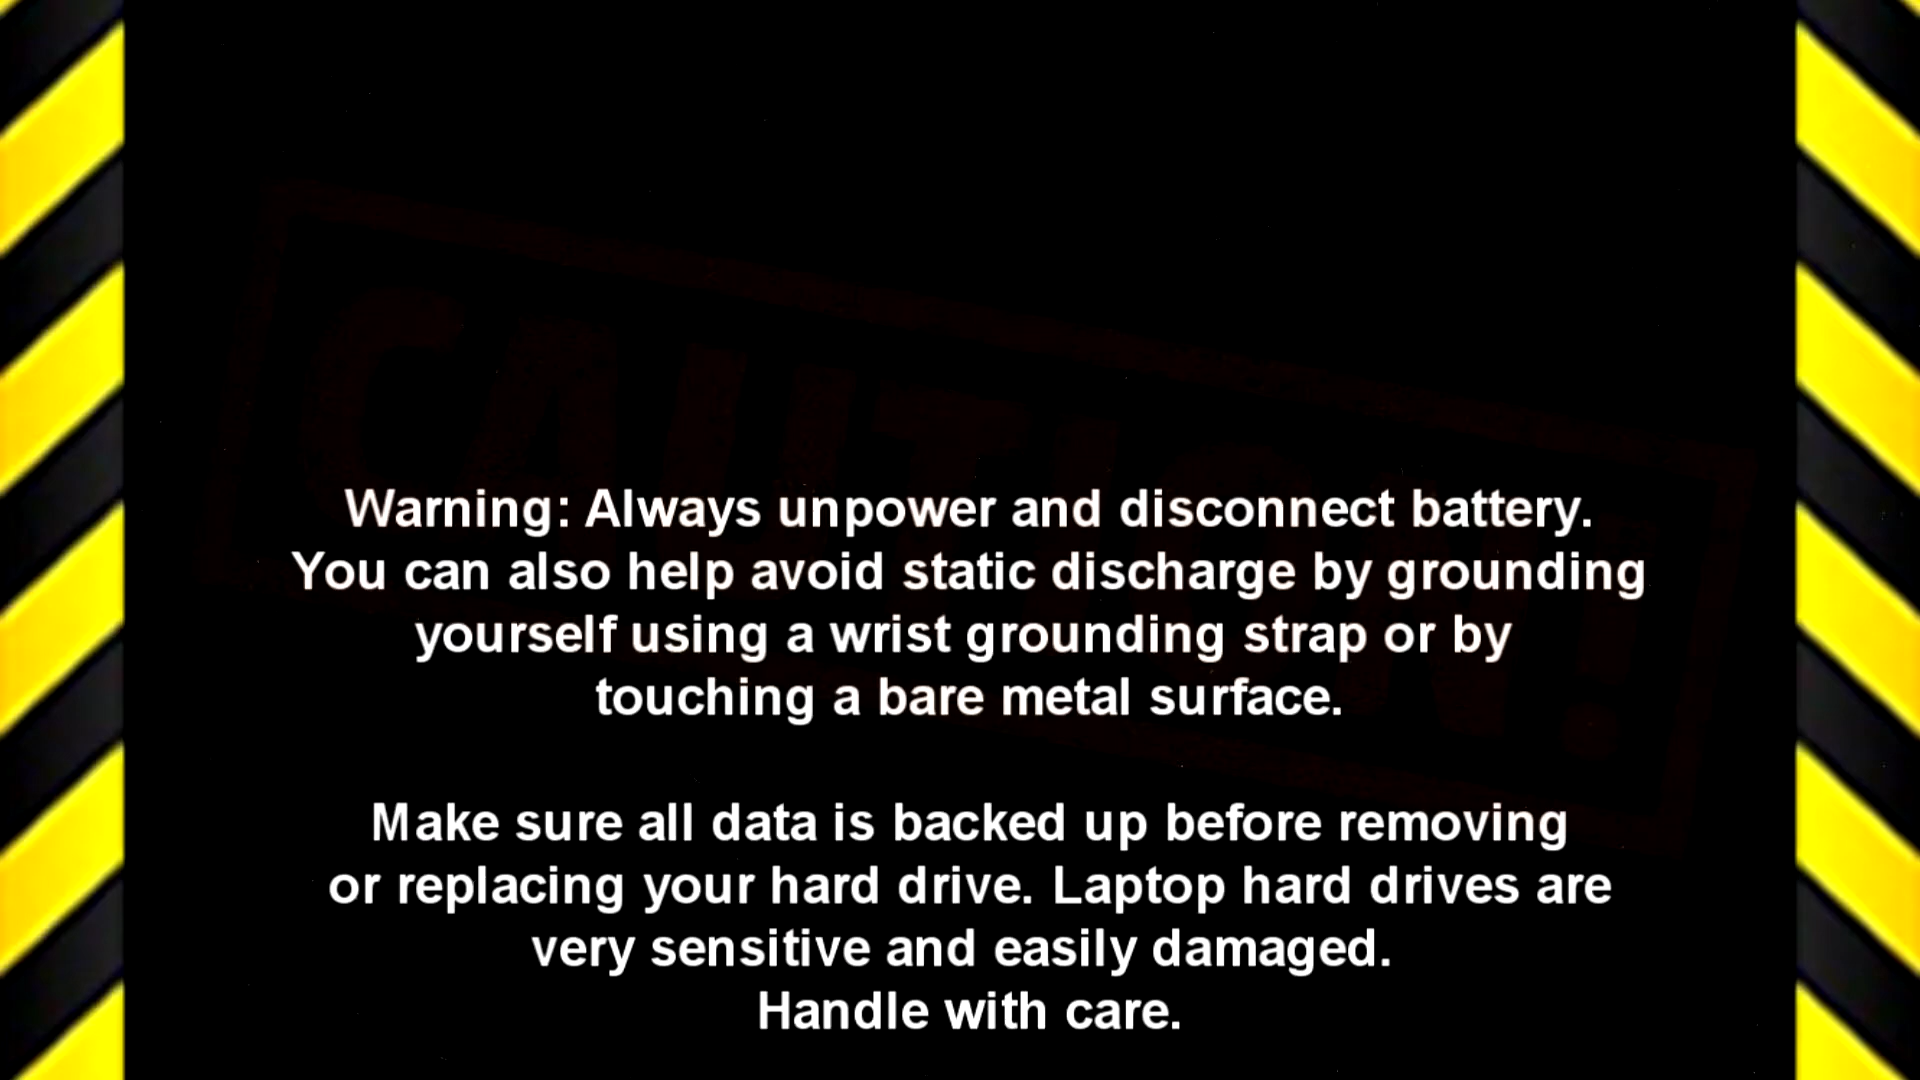 CAUTION!
Warning: Always unpower and disconnect battery.
You can also help avoid static discharge by grounding
yourself using a wrist grounding strap or by
touching a bare metal surface.
Make sure all data is backed up before removing
or replacing your hard drive. Laptop hard drives are
very sensitive and easily damaged.
Handle with care.